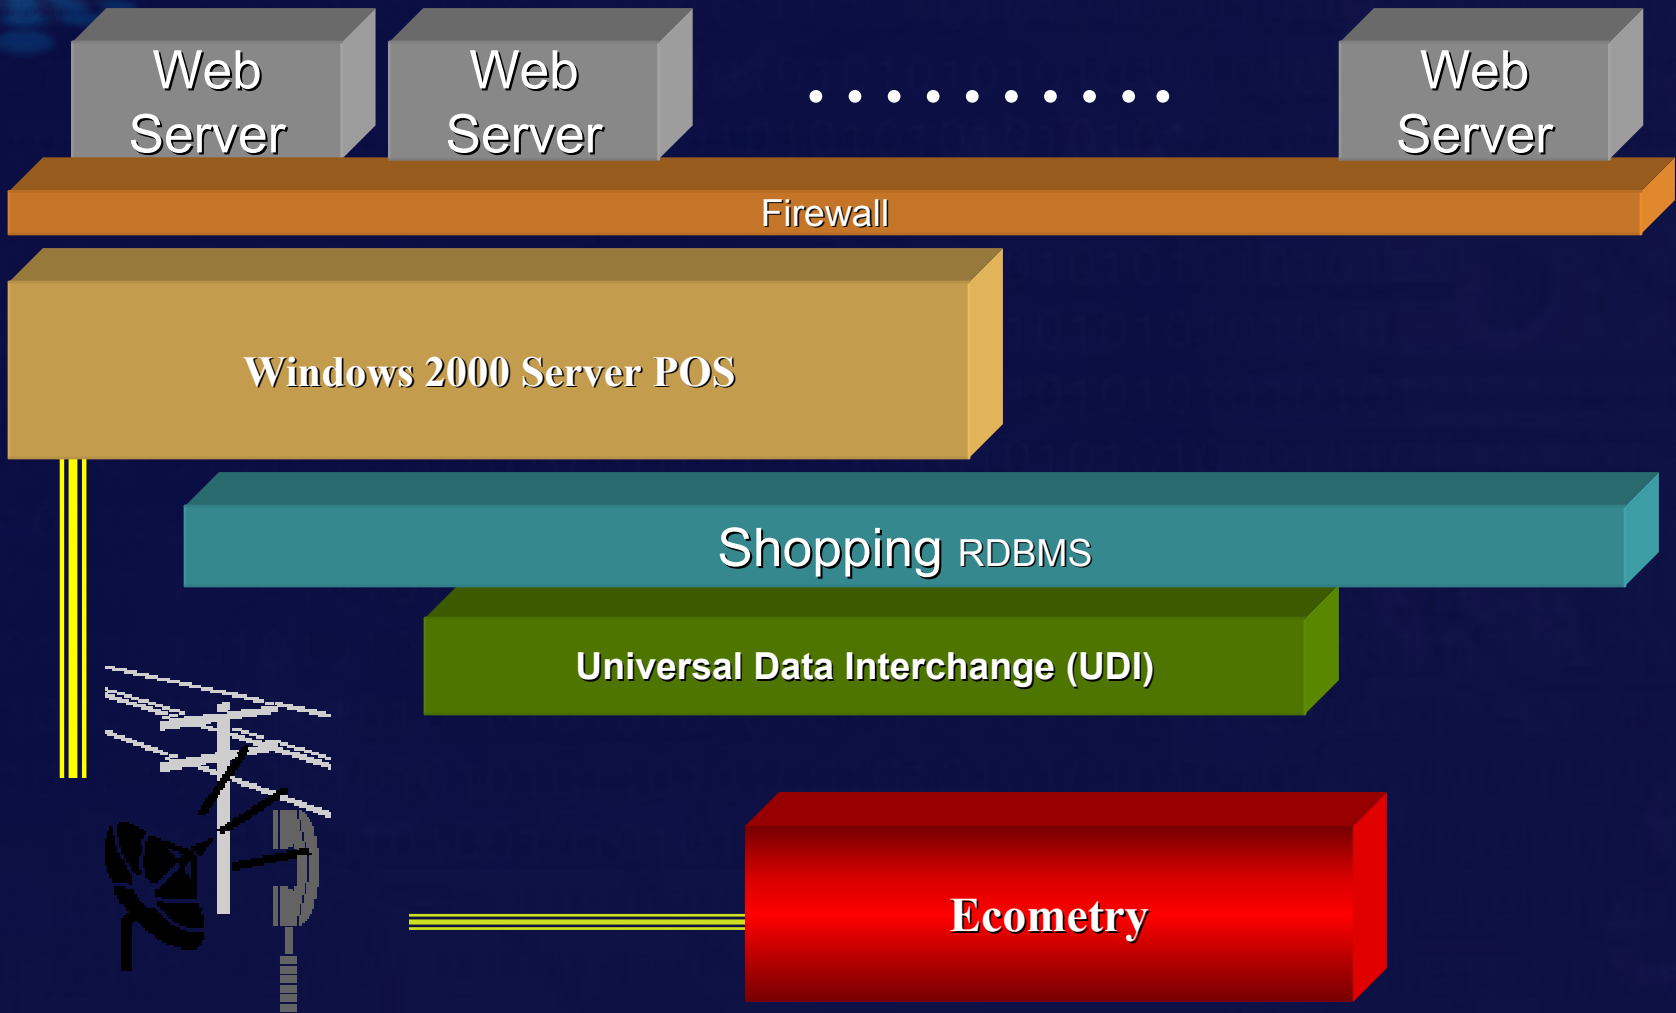 Web
Server
Web
Server
..........
Web
Server
Firewall
Windows 2000 Server POS
Shopping RDBMS
Universal Data Interchange (UDI)
Ecometry